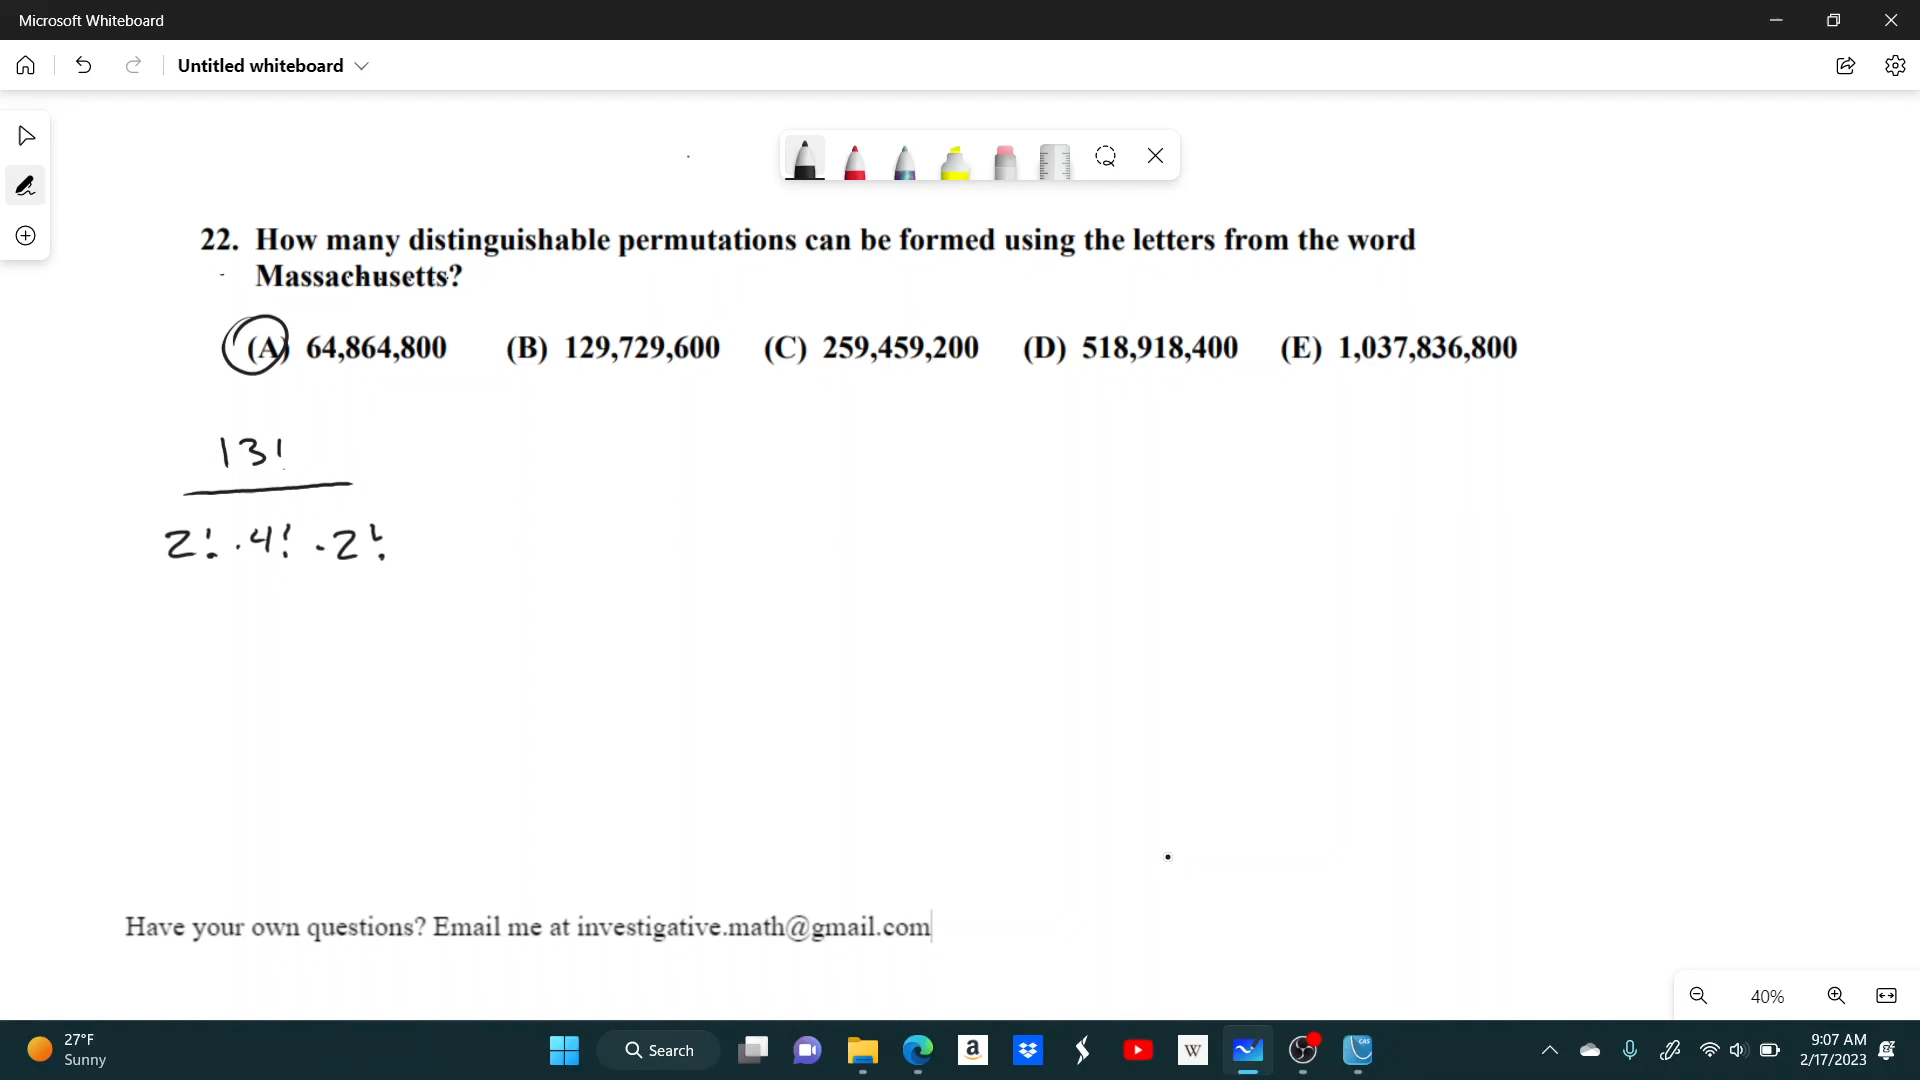 Microsoft Whiteboard
Untitled whiteboard
22. How many distinguishable permutations can be formed using the letters from the word
Massachusetts?
(A) 64,864,800 (B) 129,729,600 (C) 259,459,200 (D) 518,918,400 (E) 1,037,836,800
13!
2! · 4! · 2!
Have your own questions? Email me at investigative.math@gmail.com
40%
27°F
Sunny
Search
a
W
CAS
9:07 AM
2/17/2023